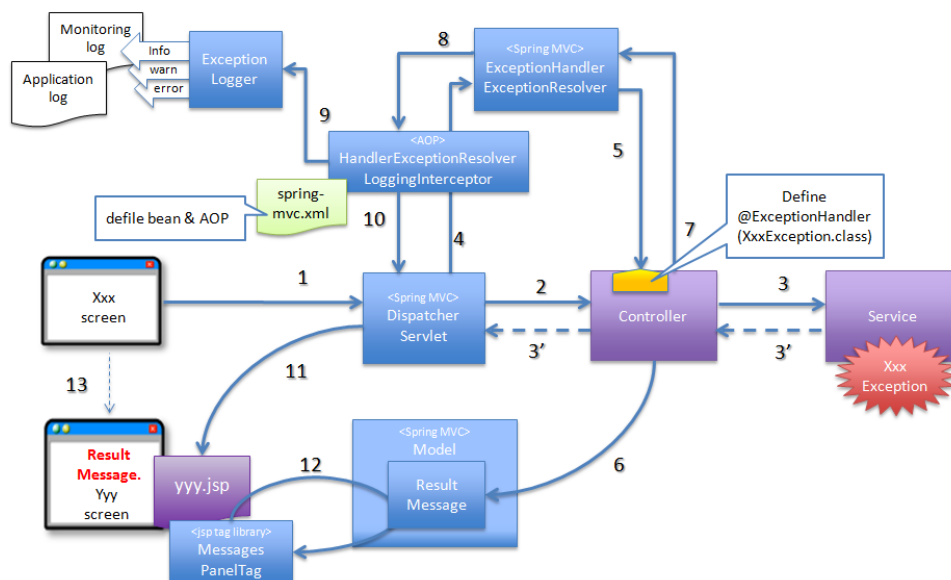 Monitoring
log
Application
log
Info
warn
error
Exception
Logger
9
8
<Spring MVC>
ExceptionHandler
ExceptionResolver
<AOP>
HandlerExceptionResolver
LoggingInterceptor
5
7
Define
@ExceptionHandler
(XxxException.class)
defile bean & AOP
spring-
mvc.xml
10
4
Xxx
screen
1
<Spring MVC>
Dispatcher
Servlet
2
3’
Controller
3
3’
Service
Xxx
Exception
13
11
Result
Message.
Yyy
screen
yyy.jsp
<jsp tag library>
Messages
PanelTag
12
<Spring MVC>
Model
Result
Message
6